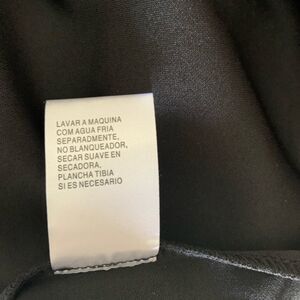 LAVAR A MAQUINA
COM AGUA FRIA
SEPARADMENTE,
NO BLANQUEADOR,
SECAR SUAVE EN
SECADORA,
PLANCHA TIBIA
SI ES NECESARIO